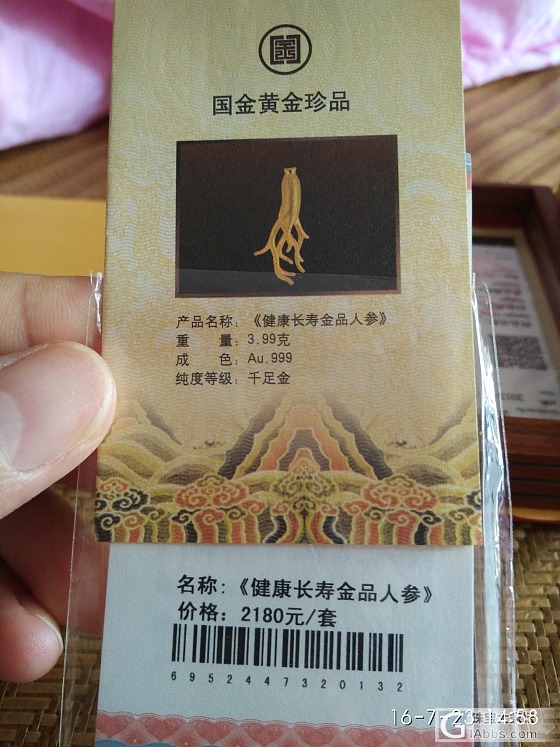 国金黄金珍品
产品名称：《健康长寿金品人参》
重　　量：3.99克
成　　色：Au.999
纯度等级：千足金
名称：《健康长寿金品人参》
价格：2180元/套
6952447320132
iAbbs.com